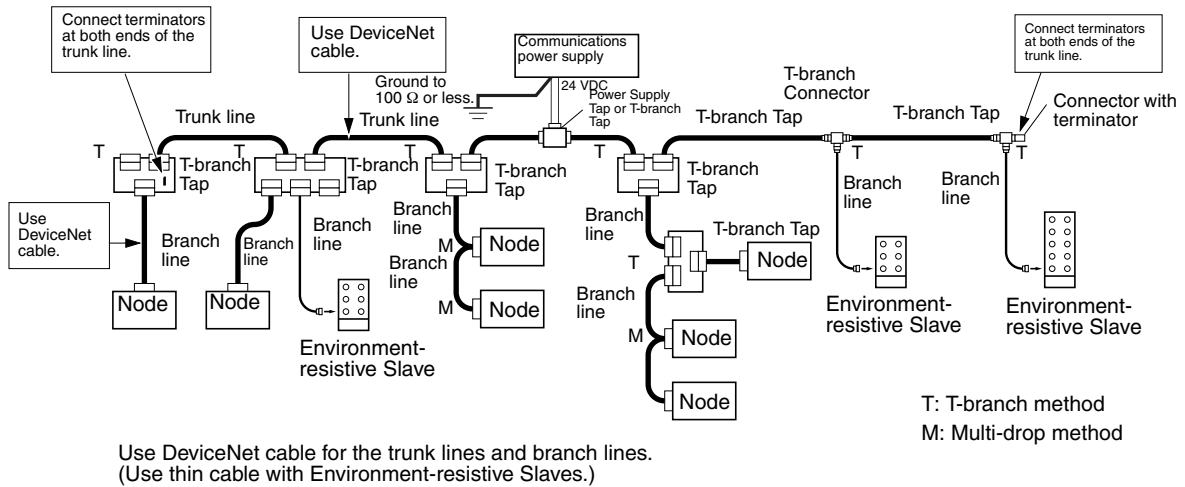 Connect terminators
at both ends of the
trunk line.
Use DeviceNet
cable.
Communications
power supply
Connect terminators
at both ends of the
trunk line.
Ground to
100 Ω or less.
24 VDC
Power Supply
Tap or T-branch
Tap
T-branch
Connector
Trunk line
Trunk line
T-branch Tap
T-branch Tap
Connector with
terminator
T
T-branch
Tap
T
T-branch
Tap
T
T-branch
Tap
T
T-branch
Tap
T
T
Use
DeviceNet
cable.
Branch
line
Branch
line
Branch
line
Branch
line
Branch
line
Branch
line
Branch
line
M
Node
Branch
line
M
Node
T-branch Tap
T
Node
Branch
line
M
Node
Node
Node
Node
Environment-
resistive Slave
Environment-
resistive Slave
Environment-
resistive Slave
T: T-branch method
M: Multi-drop method
Use DeviceNet cable for the trunk lines and branch lines.
(Use thin cable with Environment-resistive Slaves.)